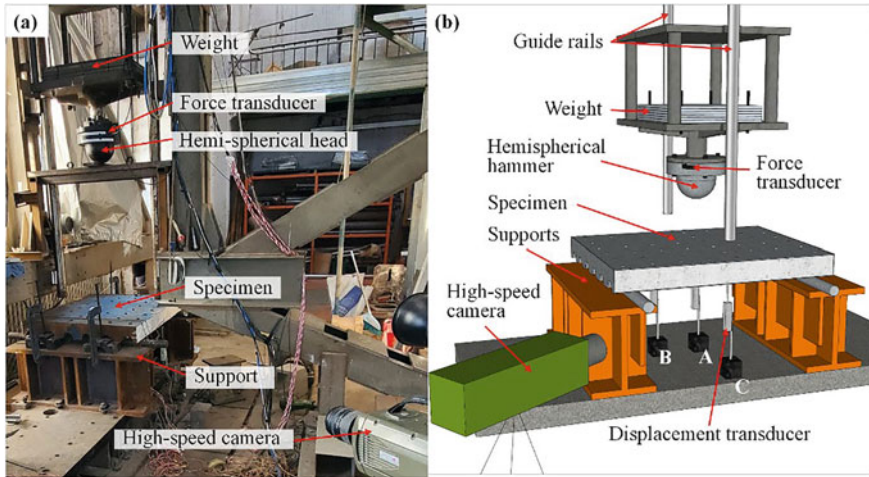 (a)
Weight
Force transducer
Hemi-spherical head
Specimen
Support
High-speed camera
(b)
Guide rails
Weight
Hemispherical
hammer
Force
transducer
Specimen
Supports
High-speed
camera
B
A
C
Displacement transducer